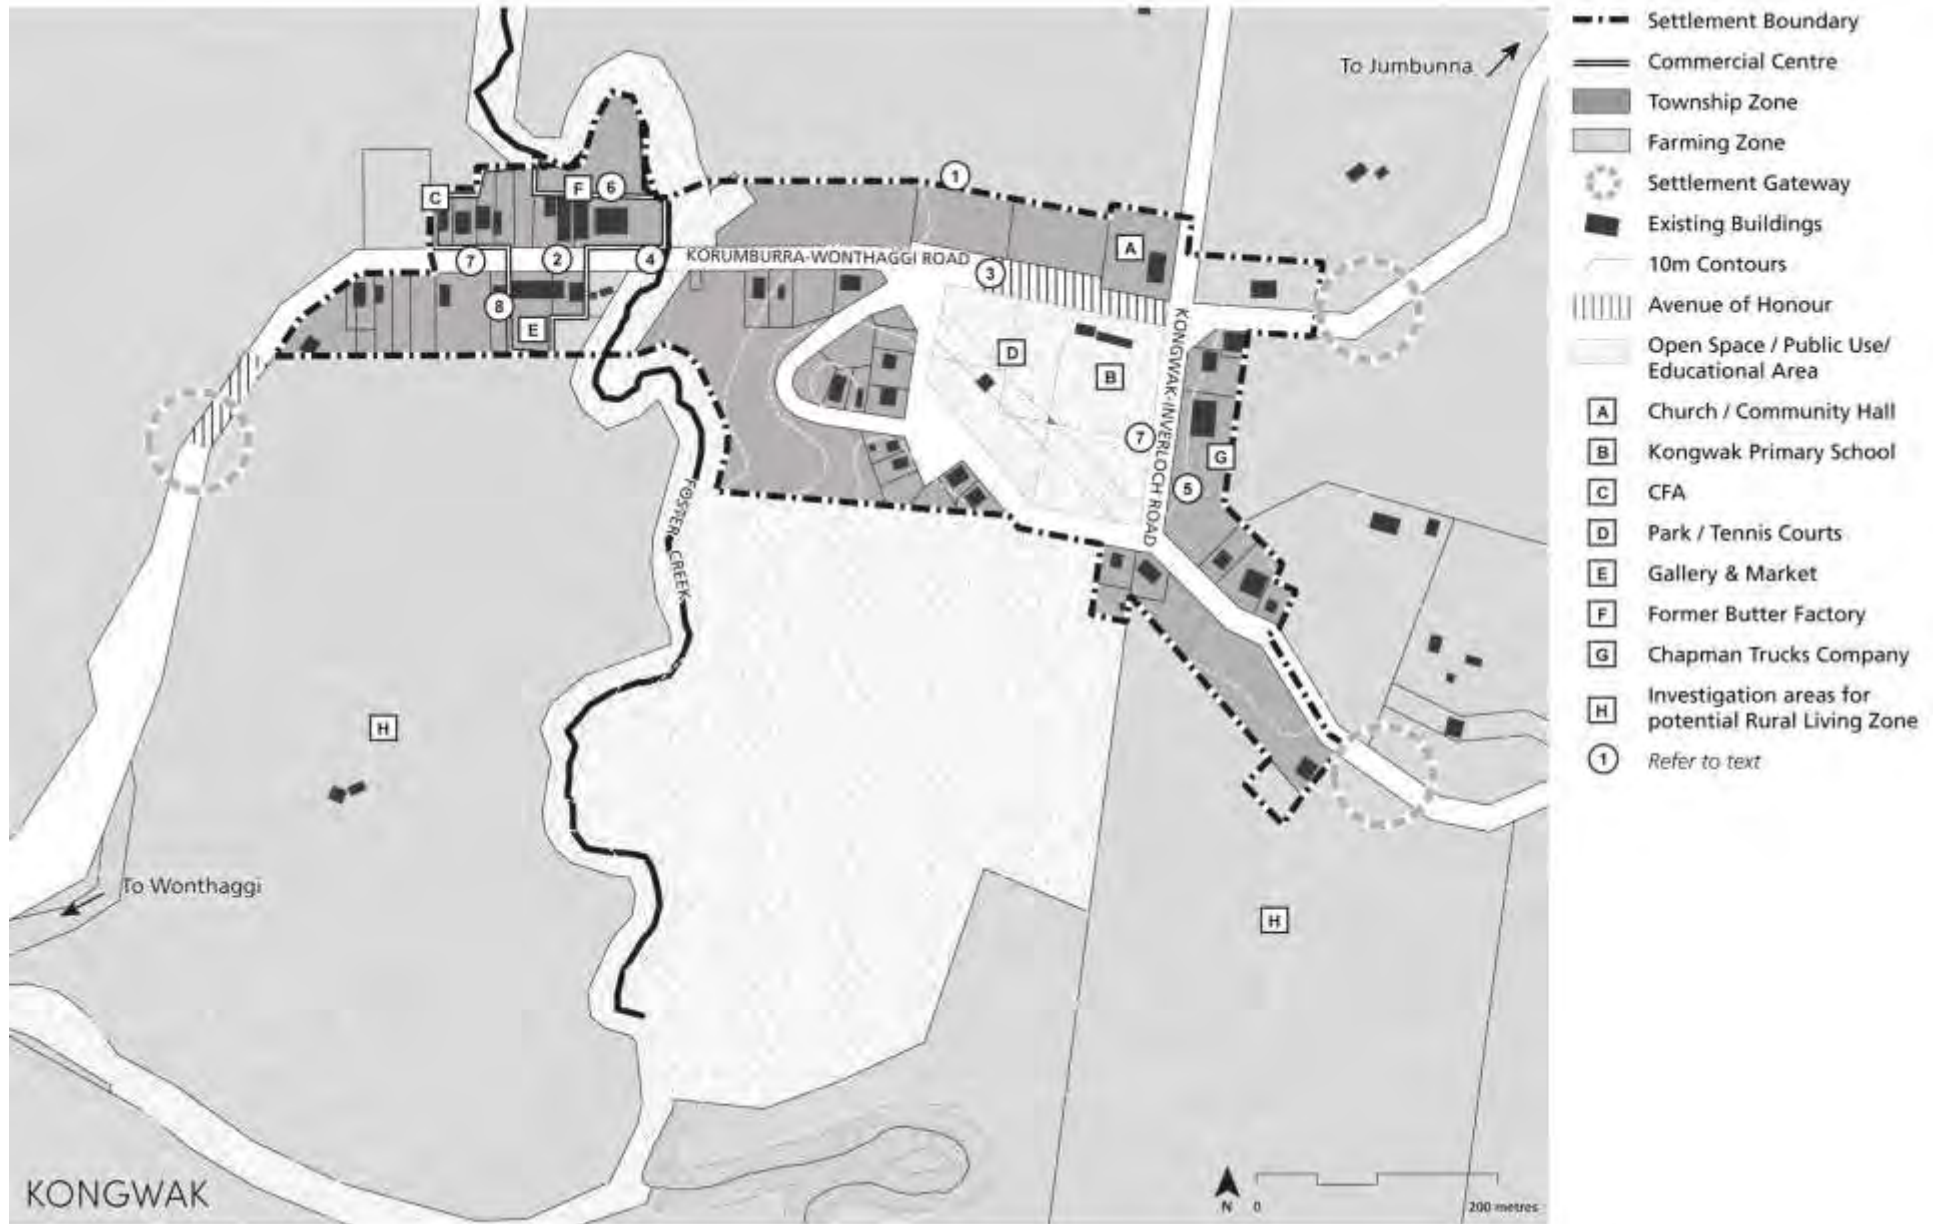 To Jumbunna
C
F
6
1
7
2
4
KORUMBURRA-WONTHAGGI ROAD
A
3
8
E
D
B
KONGWAK-INVERLOCH ROAD
7
G
5
FOSTER CREEK
H
To Wonthaggi
H
KONGWAK
N
0
200 metres
Settlement Boundary
Commercial Centre
Township Zone
Farming Zone
Settlement Gateway
Existing Buildings
10m Contours
Avenue of Honour
Open Space / Public Use/
Educational Area
A Church / Community Hall
B Kongwak Primary School
C CFA
D Park / Tennis Courts
E Gallery & Market
F Former Butter Factory
G Chapman Trucks Company
H Investigation areas for
potential Rural Living Zone
1 Refer to text